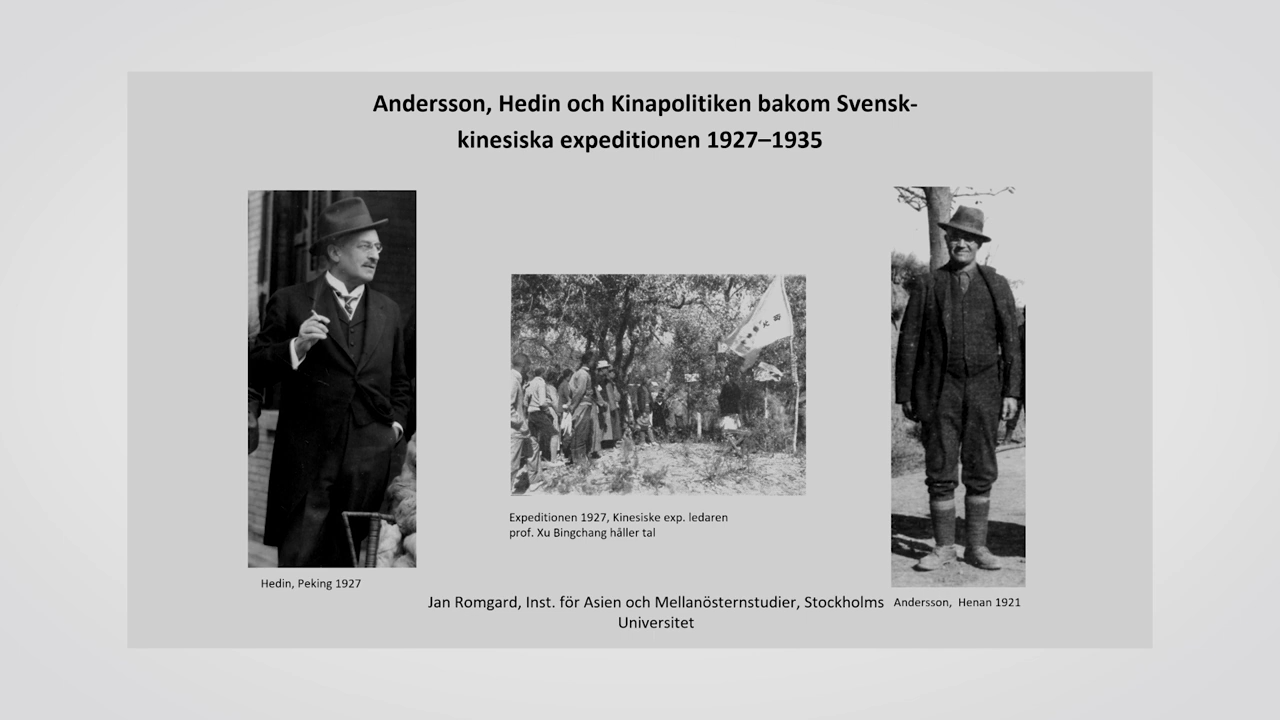 Andersson, Hedin och Kinapolitiken bakom Svensk-
kinesiska expeditionen 1927–1935
Expeditionen 1927, Kinesiske exp. ledaren
prof. Xu Bingchang håller tal
Hedin, Peking 1927
Jan Romgard, Inst. för Asien och Mellanösternstudier, Stockholms
Universitet
Andersson, Henan 1921